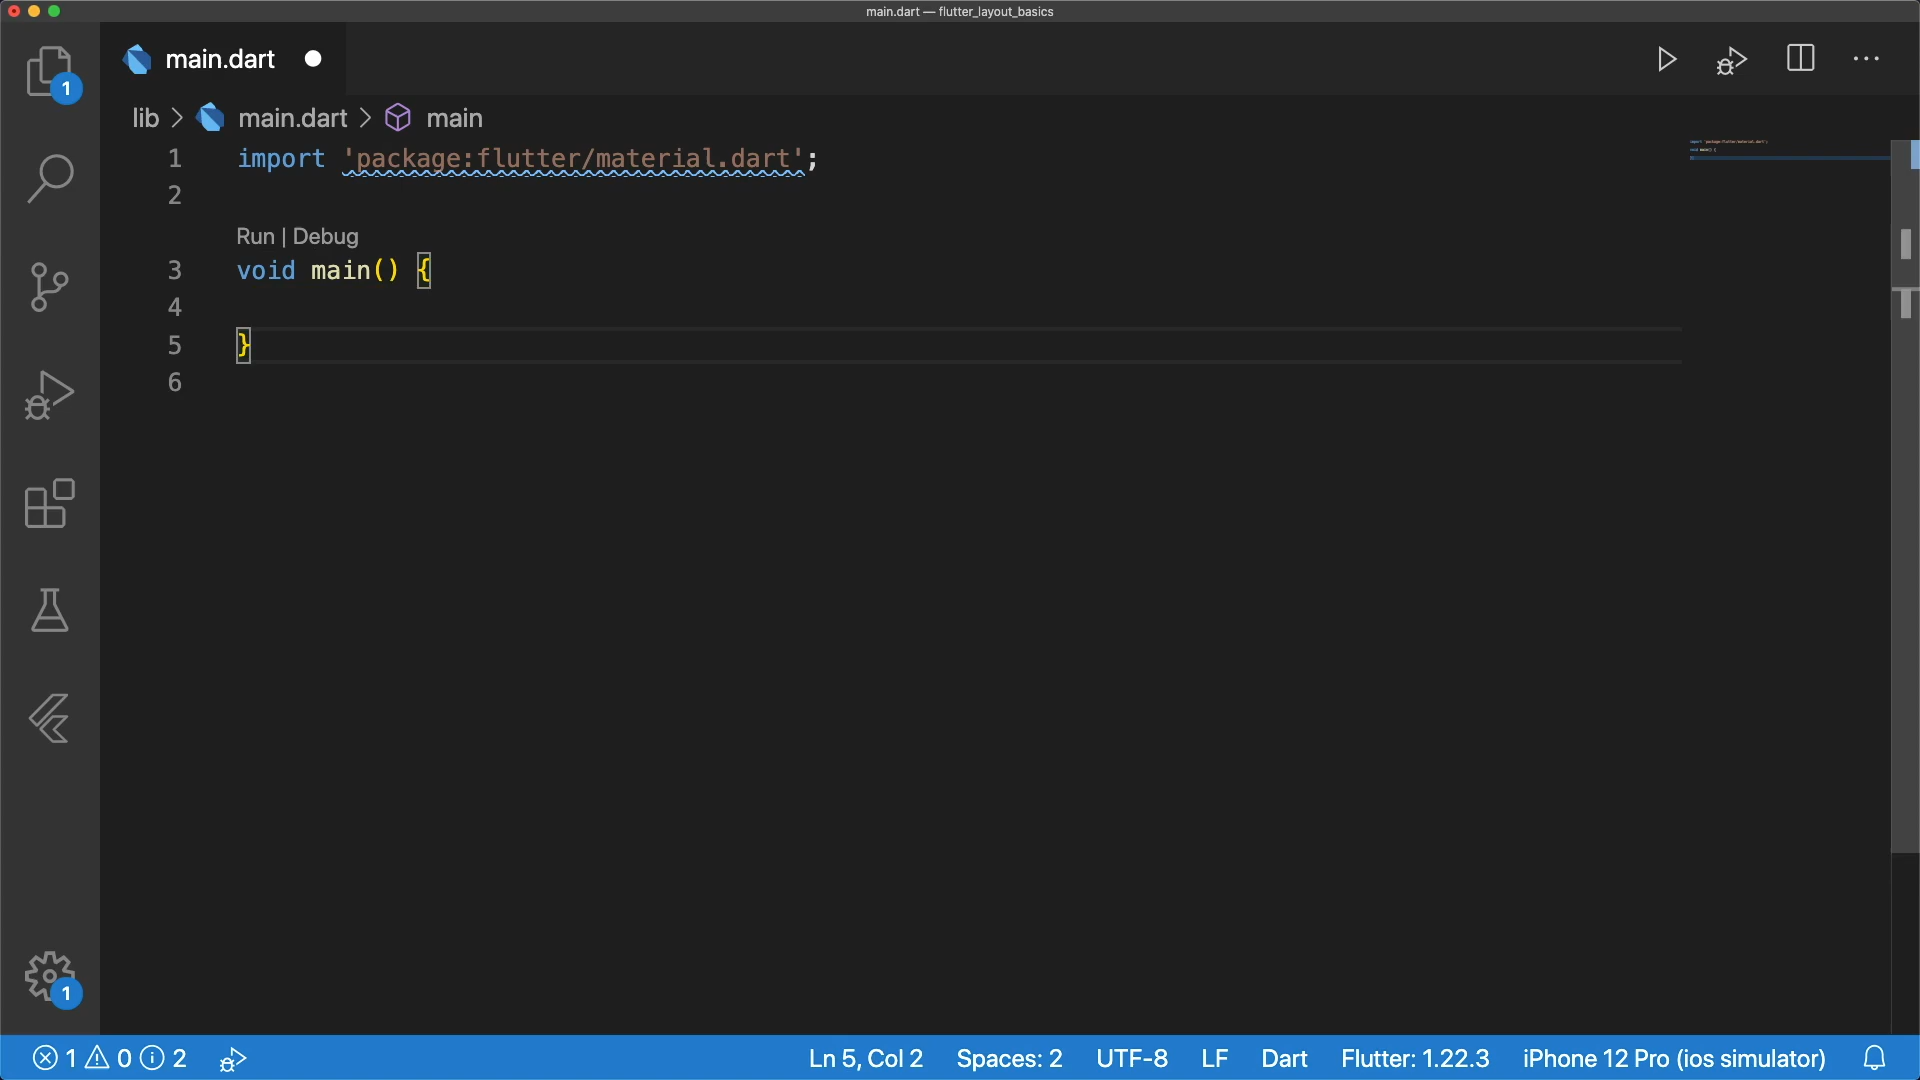 main.dart — flutter_layout_basics
main.dart
lib > main.dart > main
1 import 'package:flutter/material.dart';
2
Run | Debug
3 void main() {
4
5 }
6
1
1
1 0 2
Ln 5, Col 2 Spaces: 2 UTF-8 LF Dart Flutter: 1.22.3 iPhone 12 Pro (ios simulator)